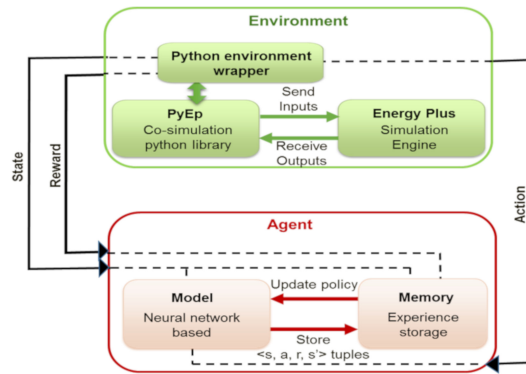 Environment
Python environment
wrapper
Send
Inputs
PyEp
Co-simulation
python library
Energy Plus
Simulation
Engine
Receive
Outputs
State
Reward
Action
Agent
Update policy
Model
Neural network
based
Memory
Experience
storage
Store
<s, a, r, s'> tuples